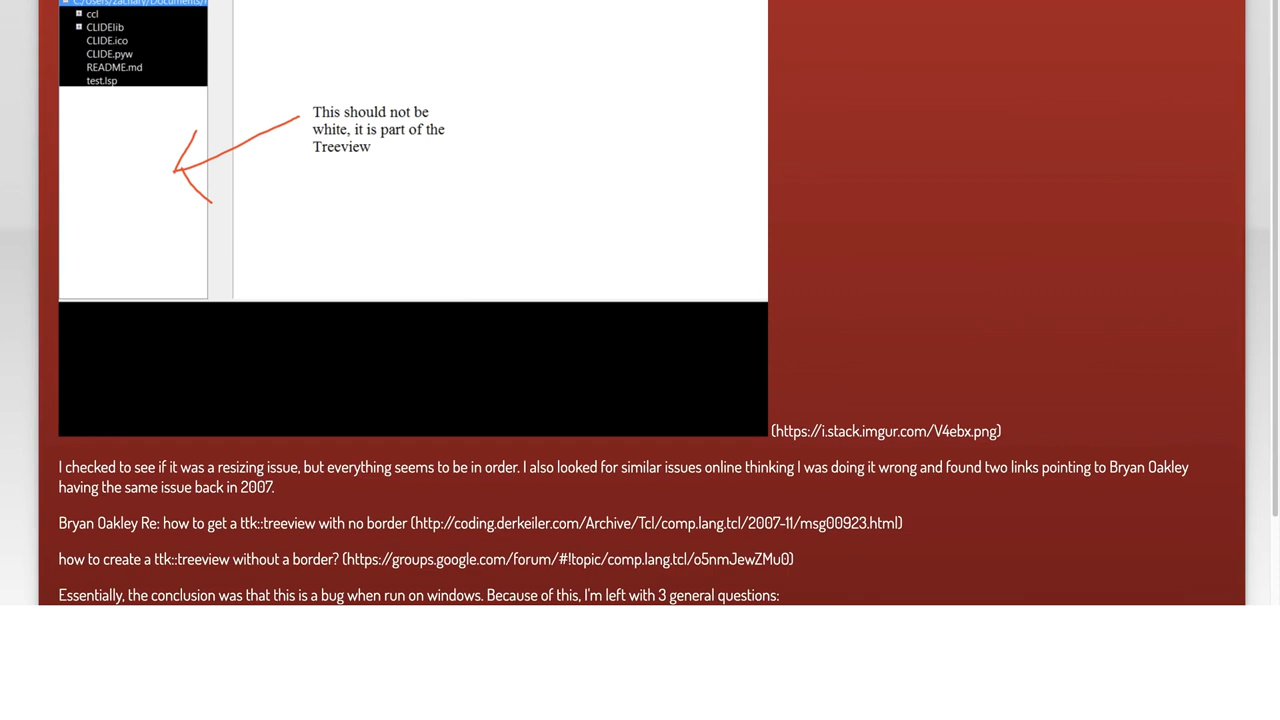 C:/Users/zachary/Documents/
ccl
CLIDElib
CLIDE.ico
CLIDE.pyw
README.md
test.lsp
This should not be
white, it is part of the
Treeview
(https://i.stack.imgur.com/V4ebx.png)
I checked to see if it was a resizing issue, but everything seems to be in order. I also looked for similar issues online thinking I was doing it wrong and found two links pointing to Bryan Oakley
having the same issue back in 2007.
Bryan Oakley Re: how to get a ttk::treeview with no border (http://coding.derkeiler.com/Archive/Tcl/comp.lang.tcl/2007-11/msg00923.html)
how to create a ttk::treeview without a border? (https://groups.google.com/forum/#!topic/comp.lang.tcl/o5nmJewZMu0)
Essentially, the conclusion was that this is a bug when run on windows. Because of this, I'm left with 3 general questions: